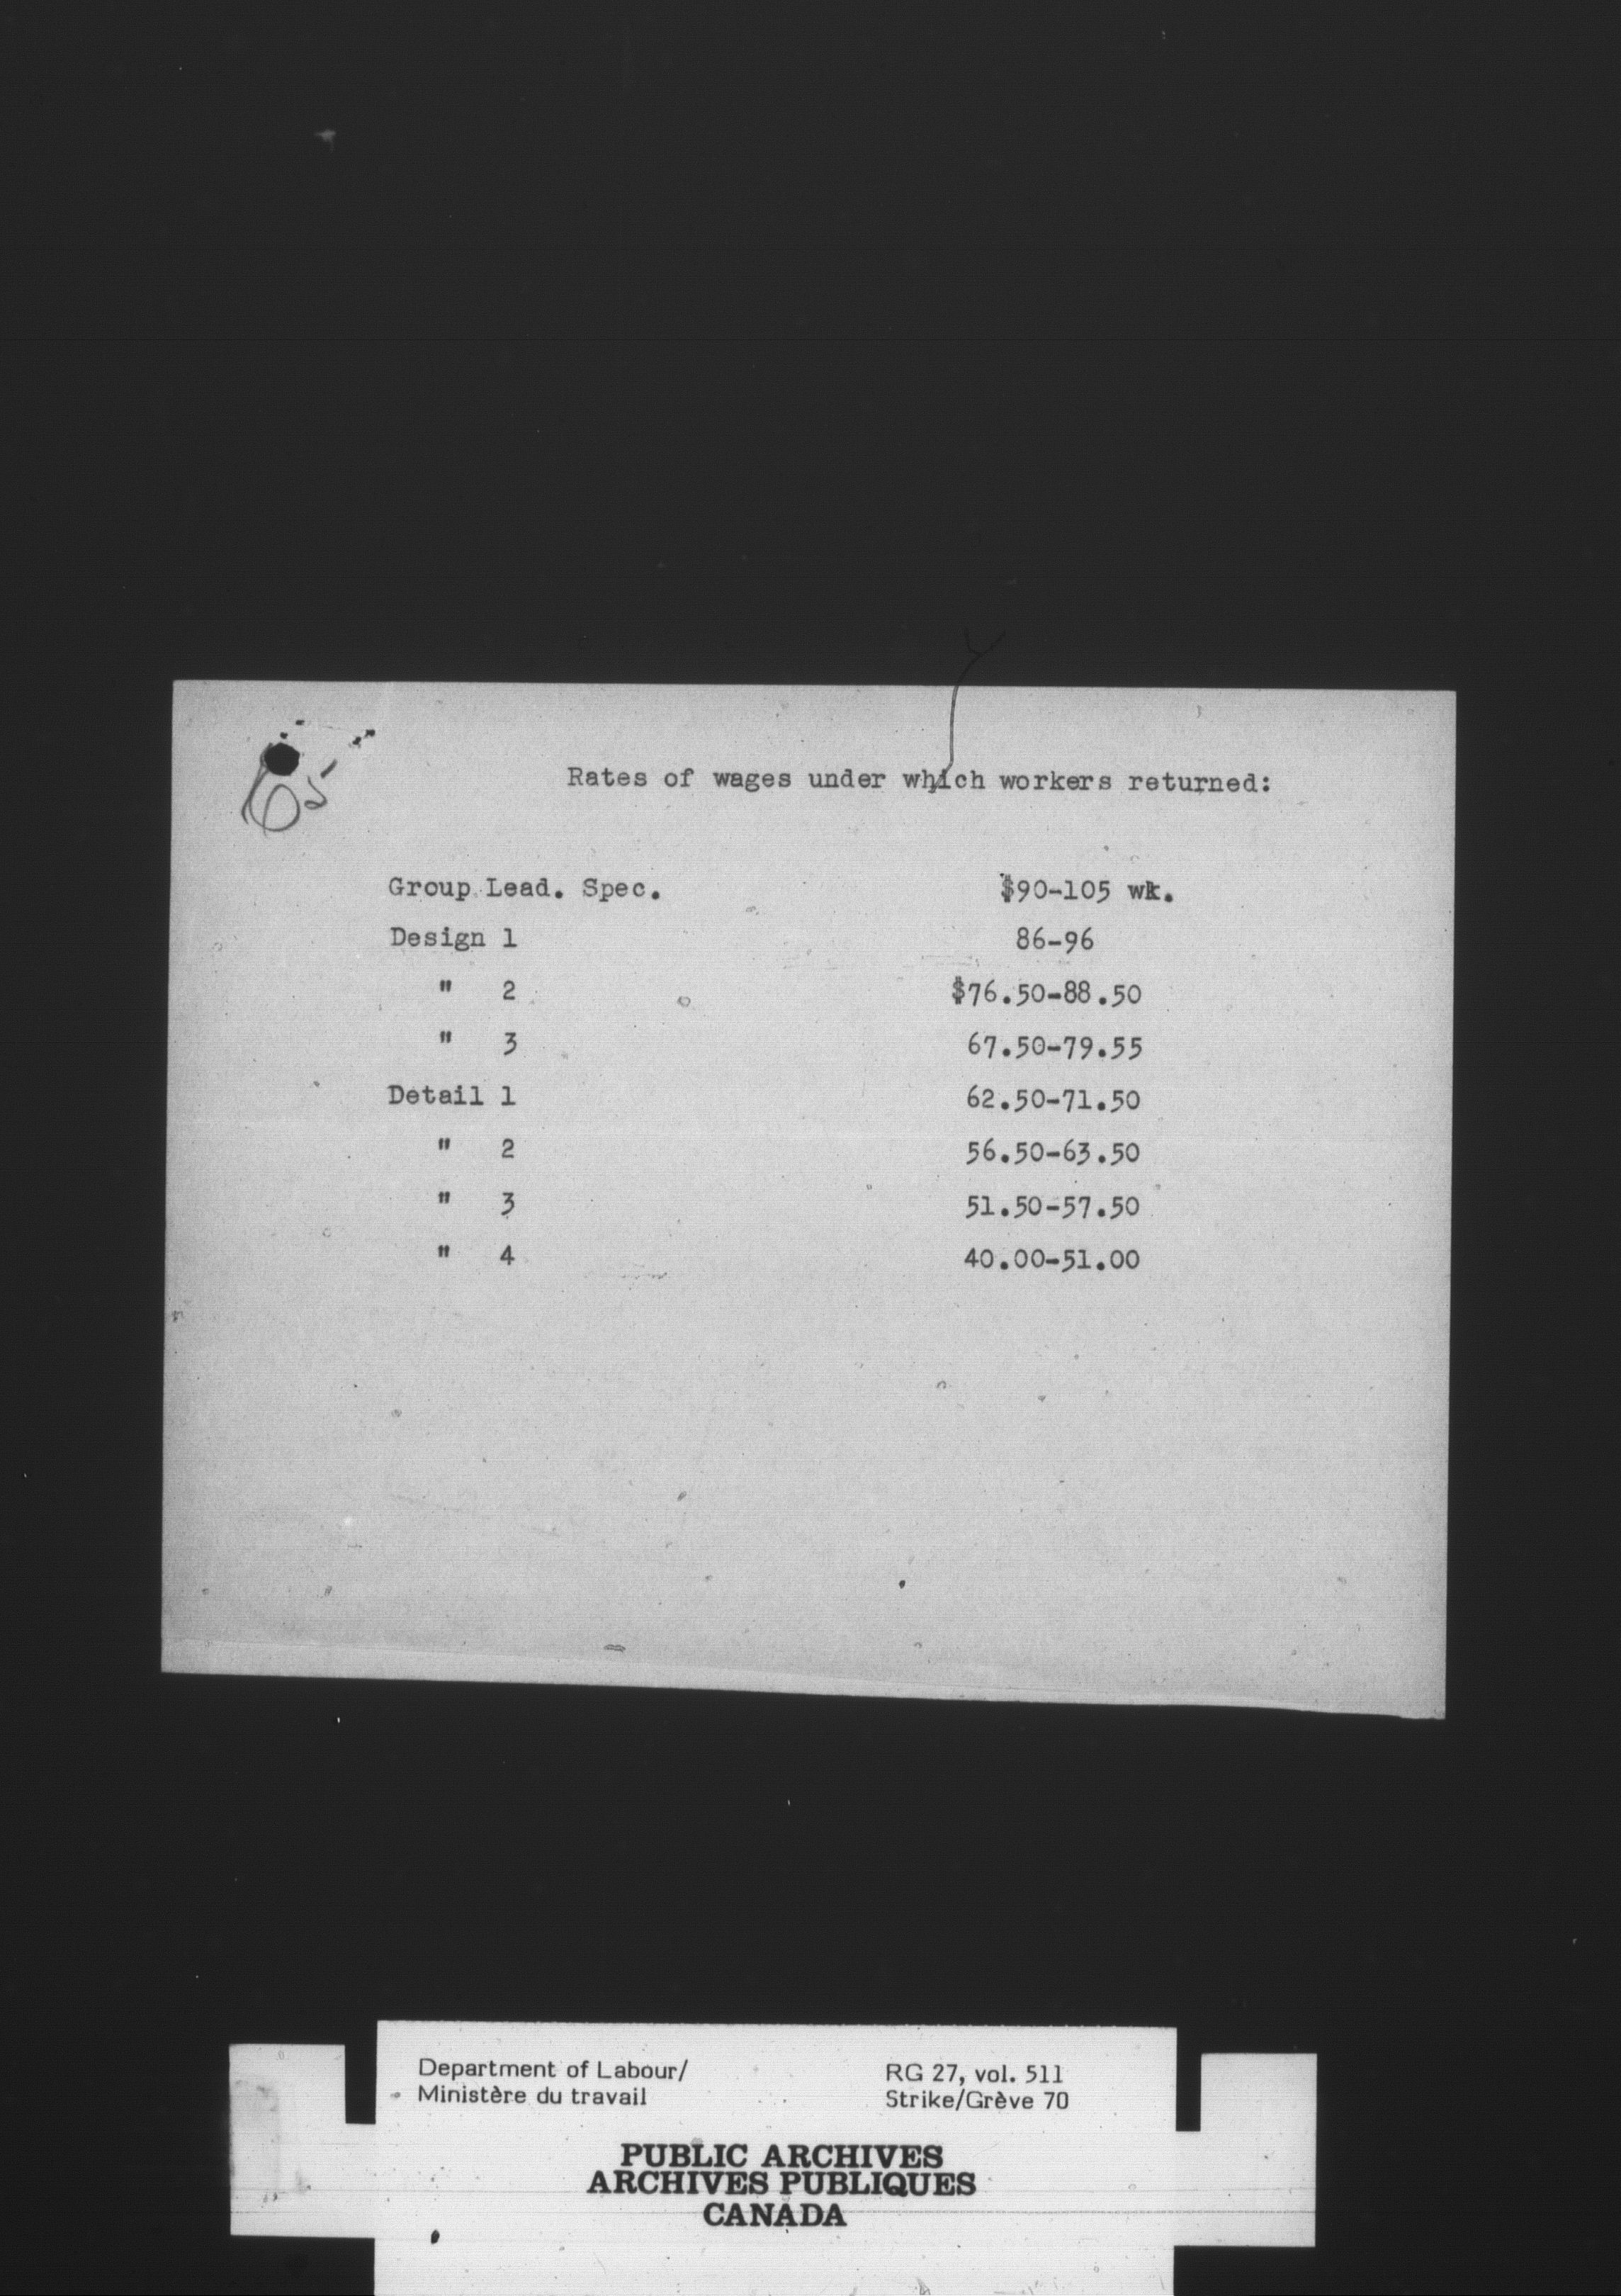 65
Rates of wages under which workers returned:
Group Lead. Spec. $90-105 wk.
Design 1 86-96
" 2 $76.50-88.50
" 3 67.50-79.55
Detail 1 62.50-71.50
" 2 56.50-63.50
" 3 51.50-57.50
" 4 40.00-51.00
Department of Labour/ RG 27, vol. 511
Ministère du travail Strike/Grève 70
PUBLIC ARCHIVES
ARCHIVES PUBLIQUES
CANADA